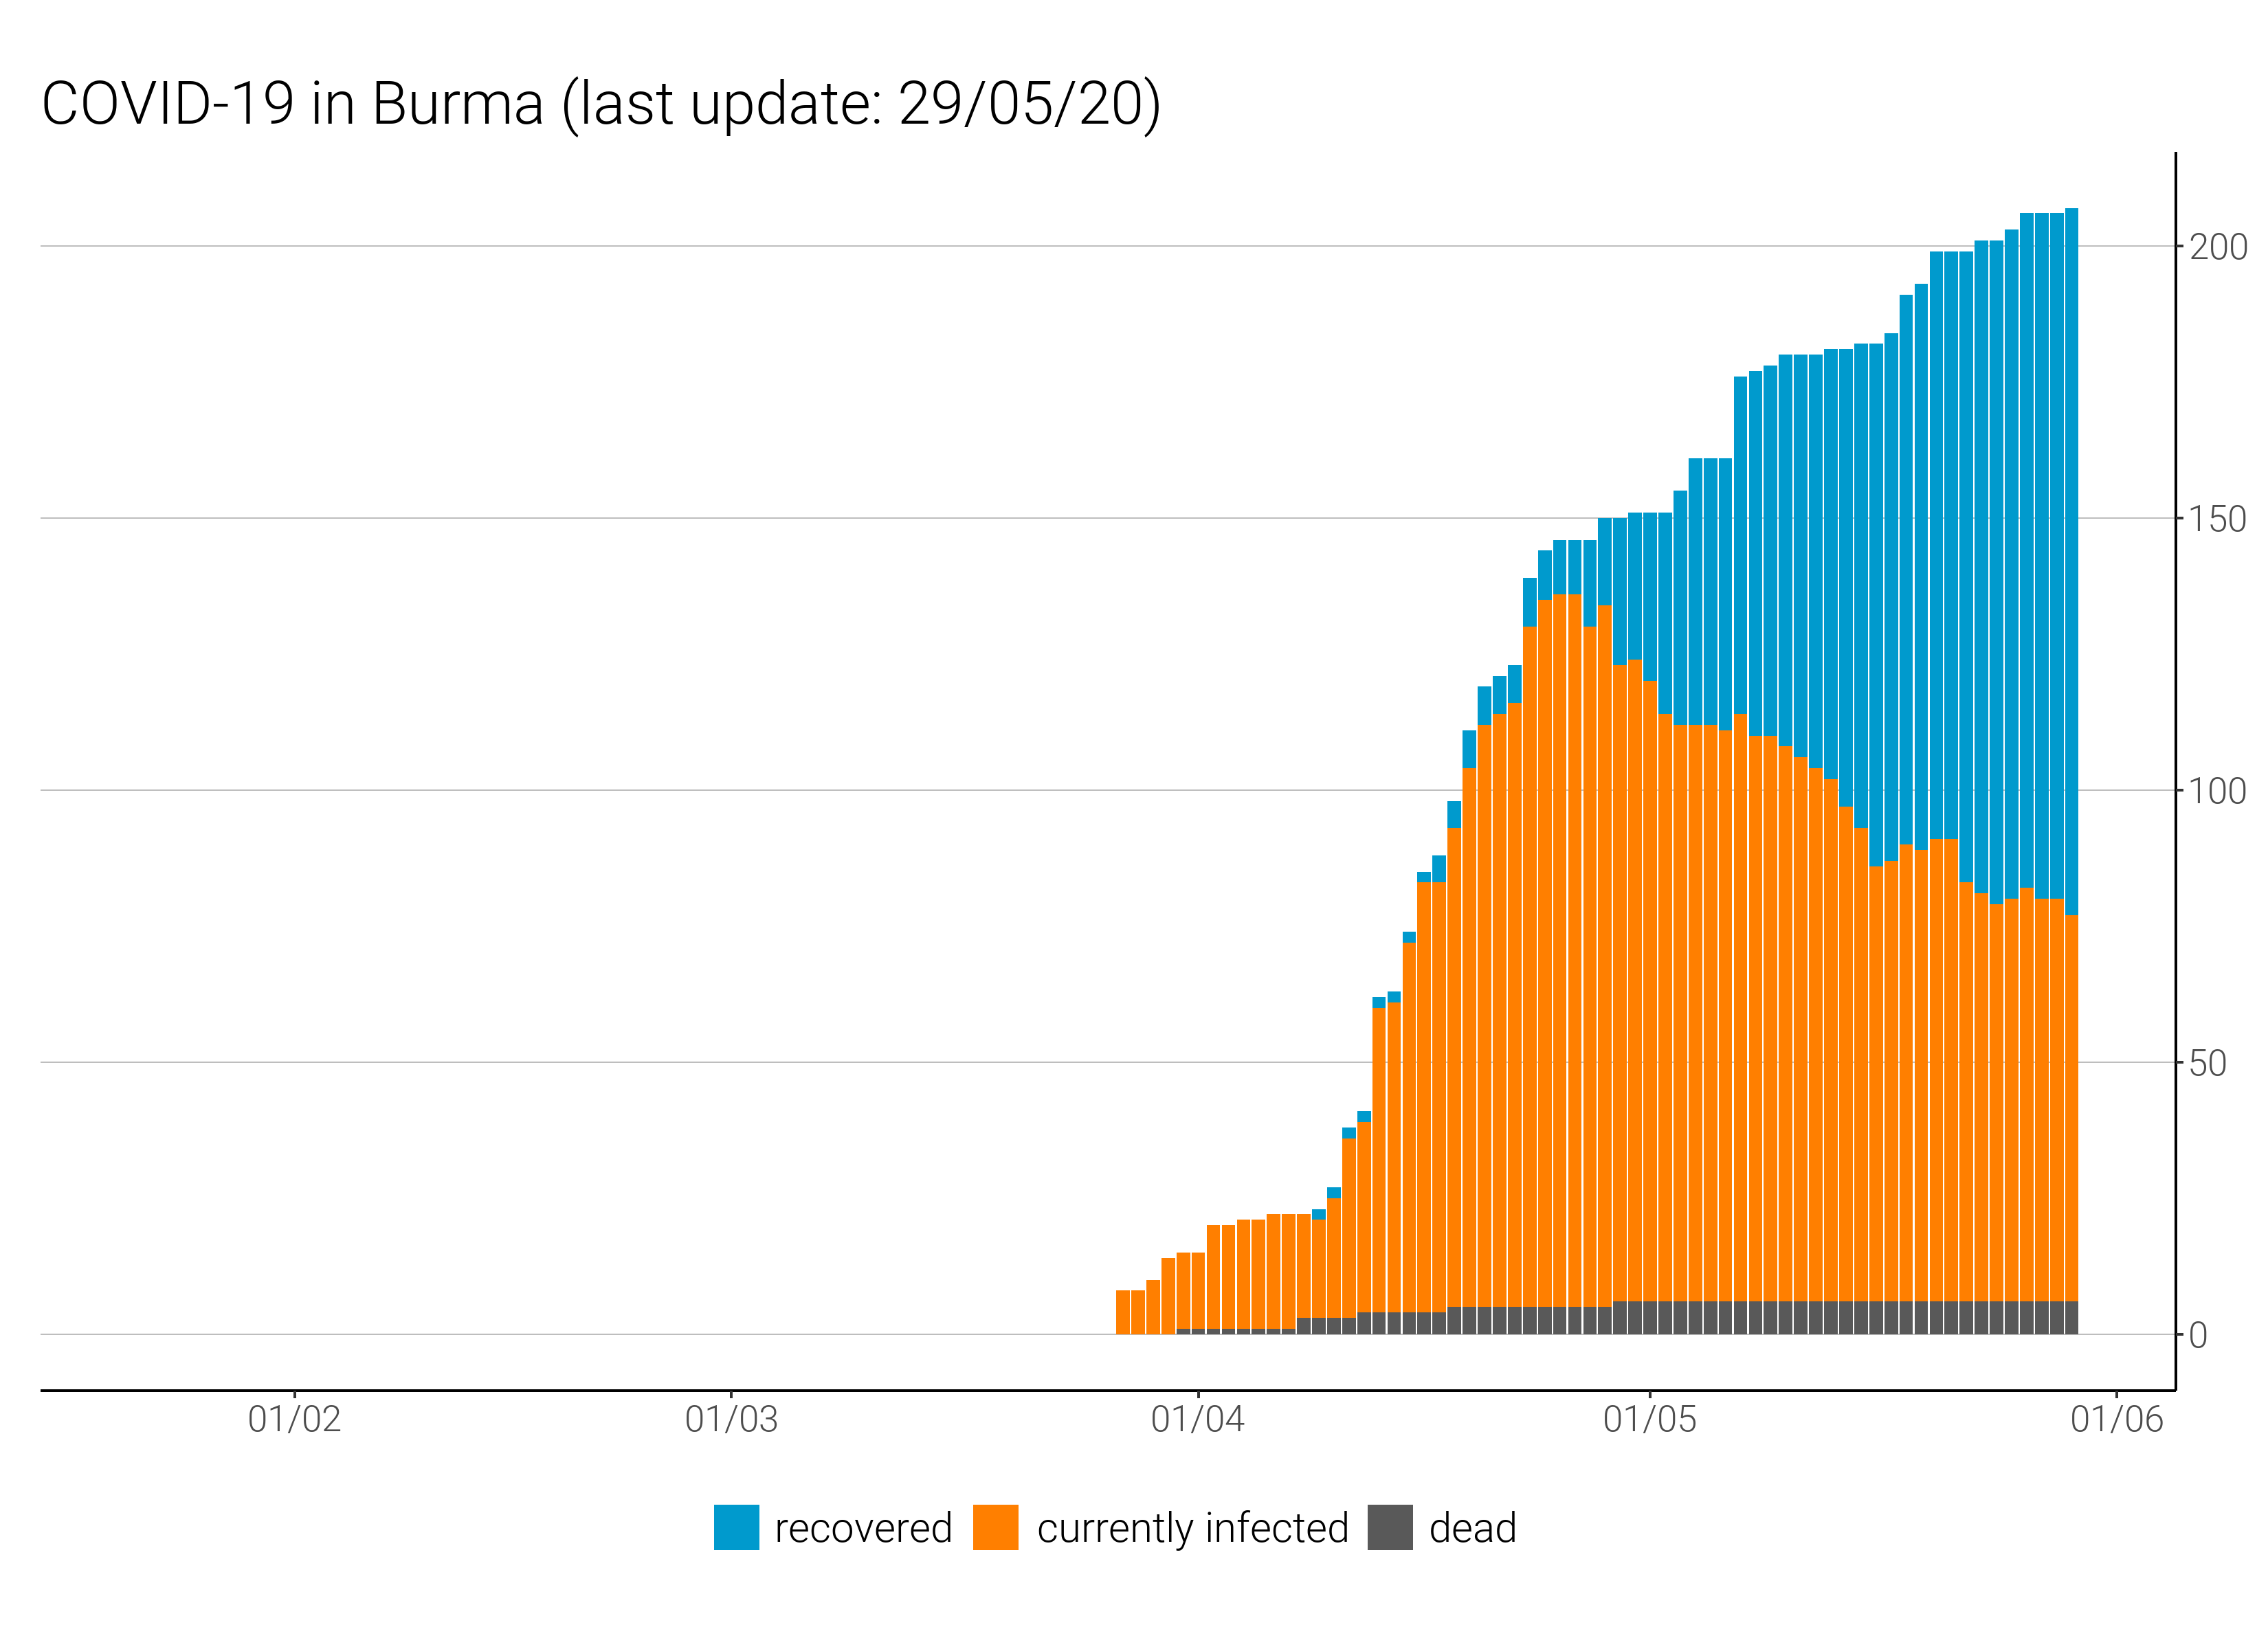 COVID-19 in Burma (last update: 29/05/20)
200
150
100
50
0
01/02 01/03 01/04 01/05 01/06
recovered currently infected dead